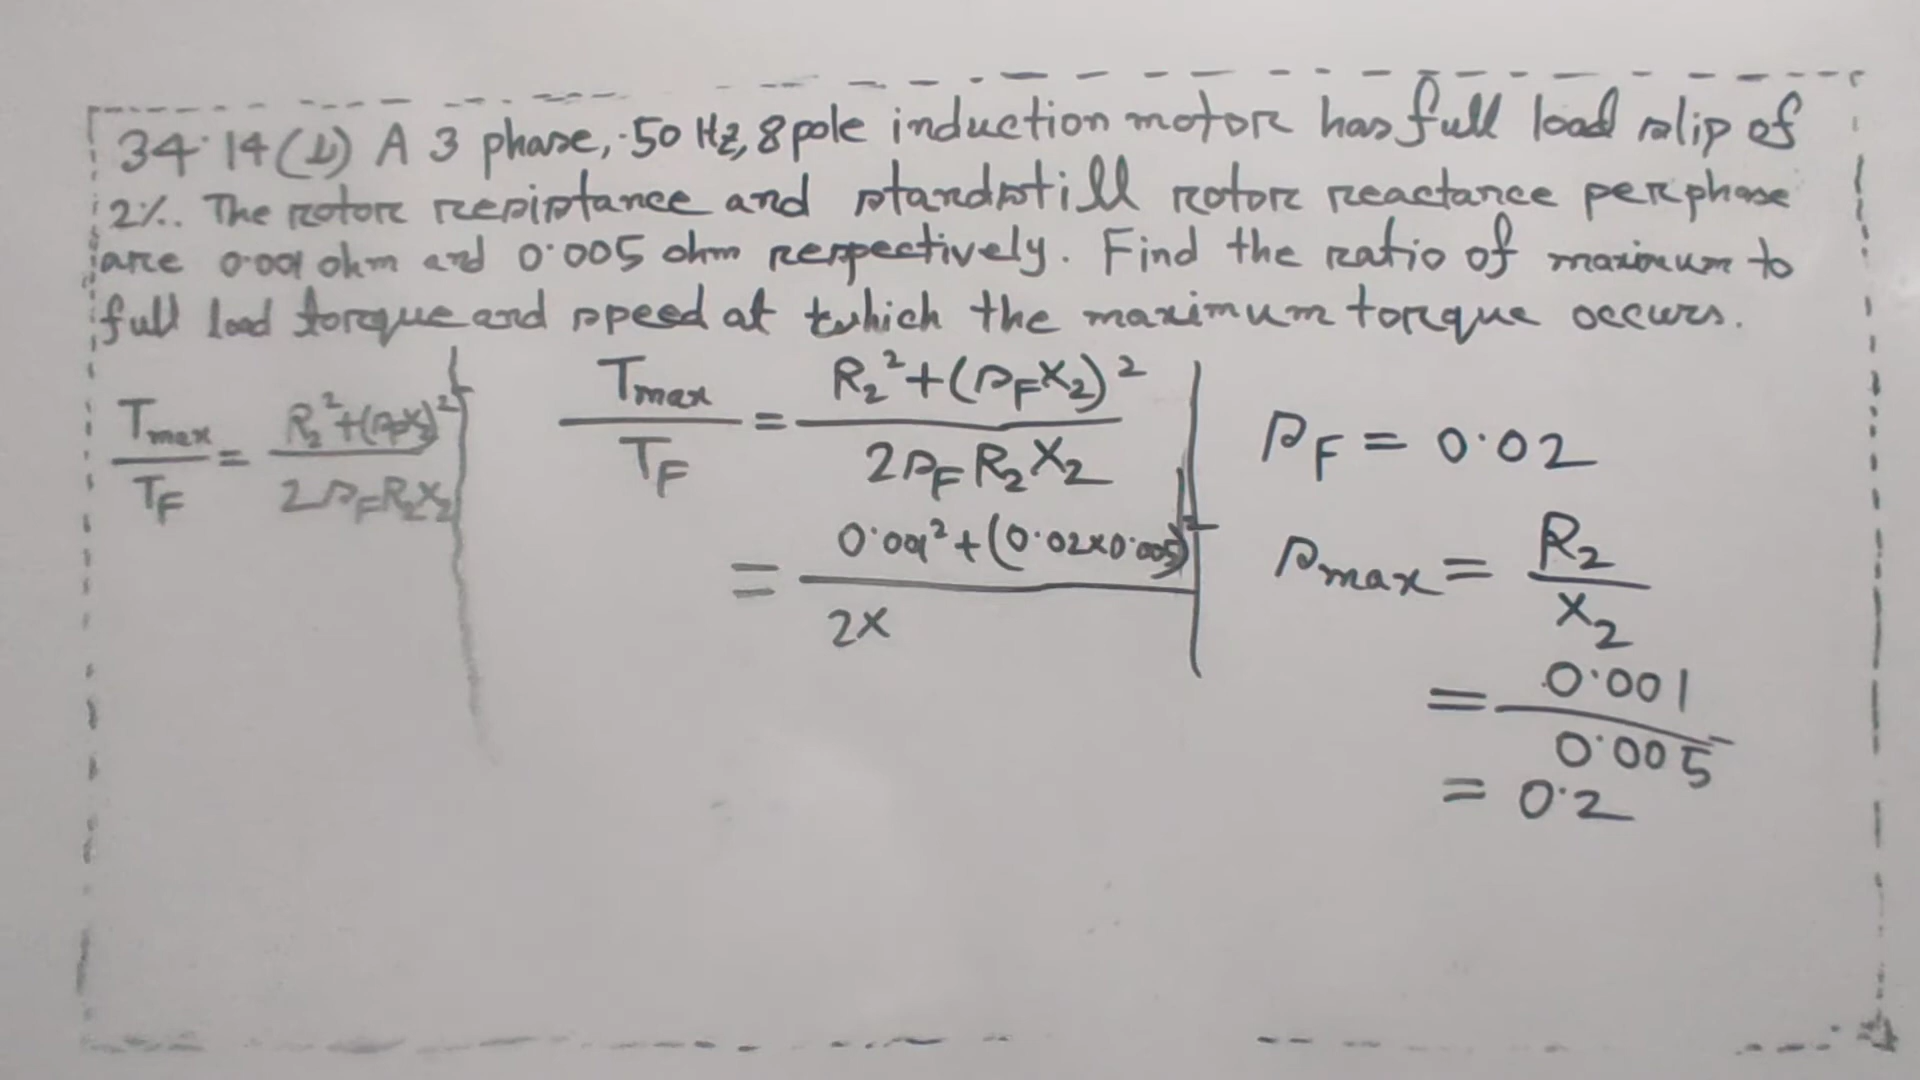 34.14(b) A 3 phase, 50 Hz, 8 pole induction motor has full load slip of
2%. The rotor resistance and standstill rotor reactance per phase
are 0.001 ohm and 0.005 ohm respectively. Find the ratio of maximum to
full load torque and speed at which the maximum torque occurs.
Tmax/TF = R2²+(sFX2)²/2sFR2X2
Tmax/TF = R2²+(sFX2)²/2sFR2X2
= 0.001²+(0.02×0.005)²/2×
sF = 0.02
smax = R2/X2
= 0.001/0.005
= 0.2